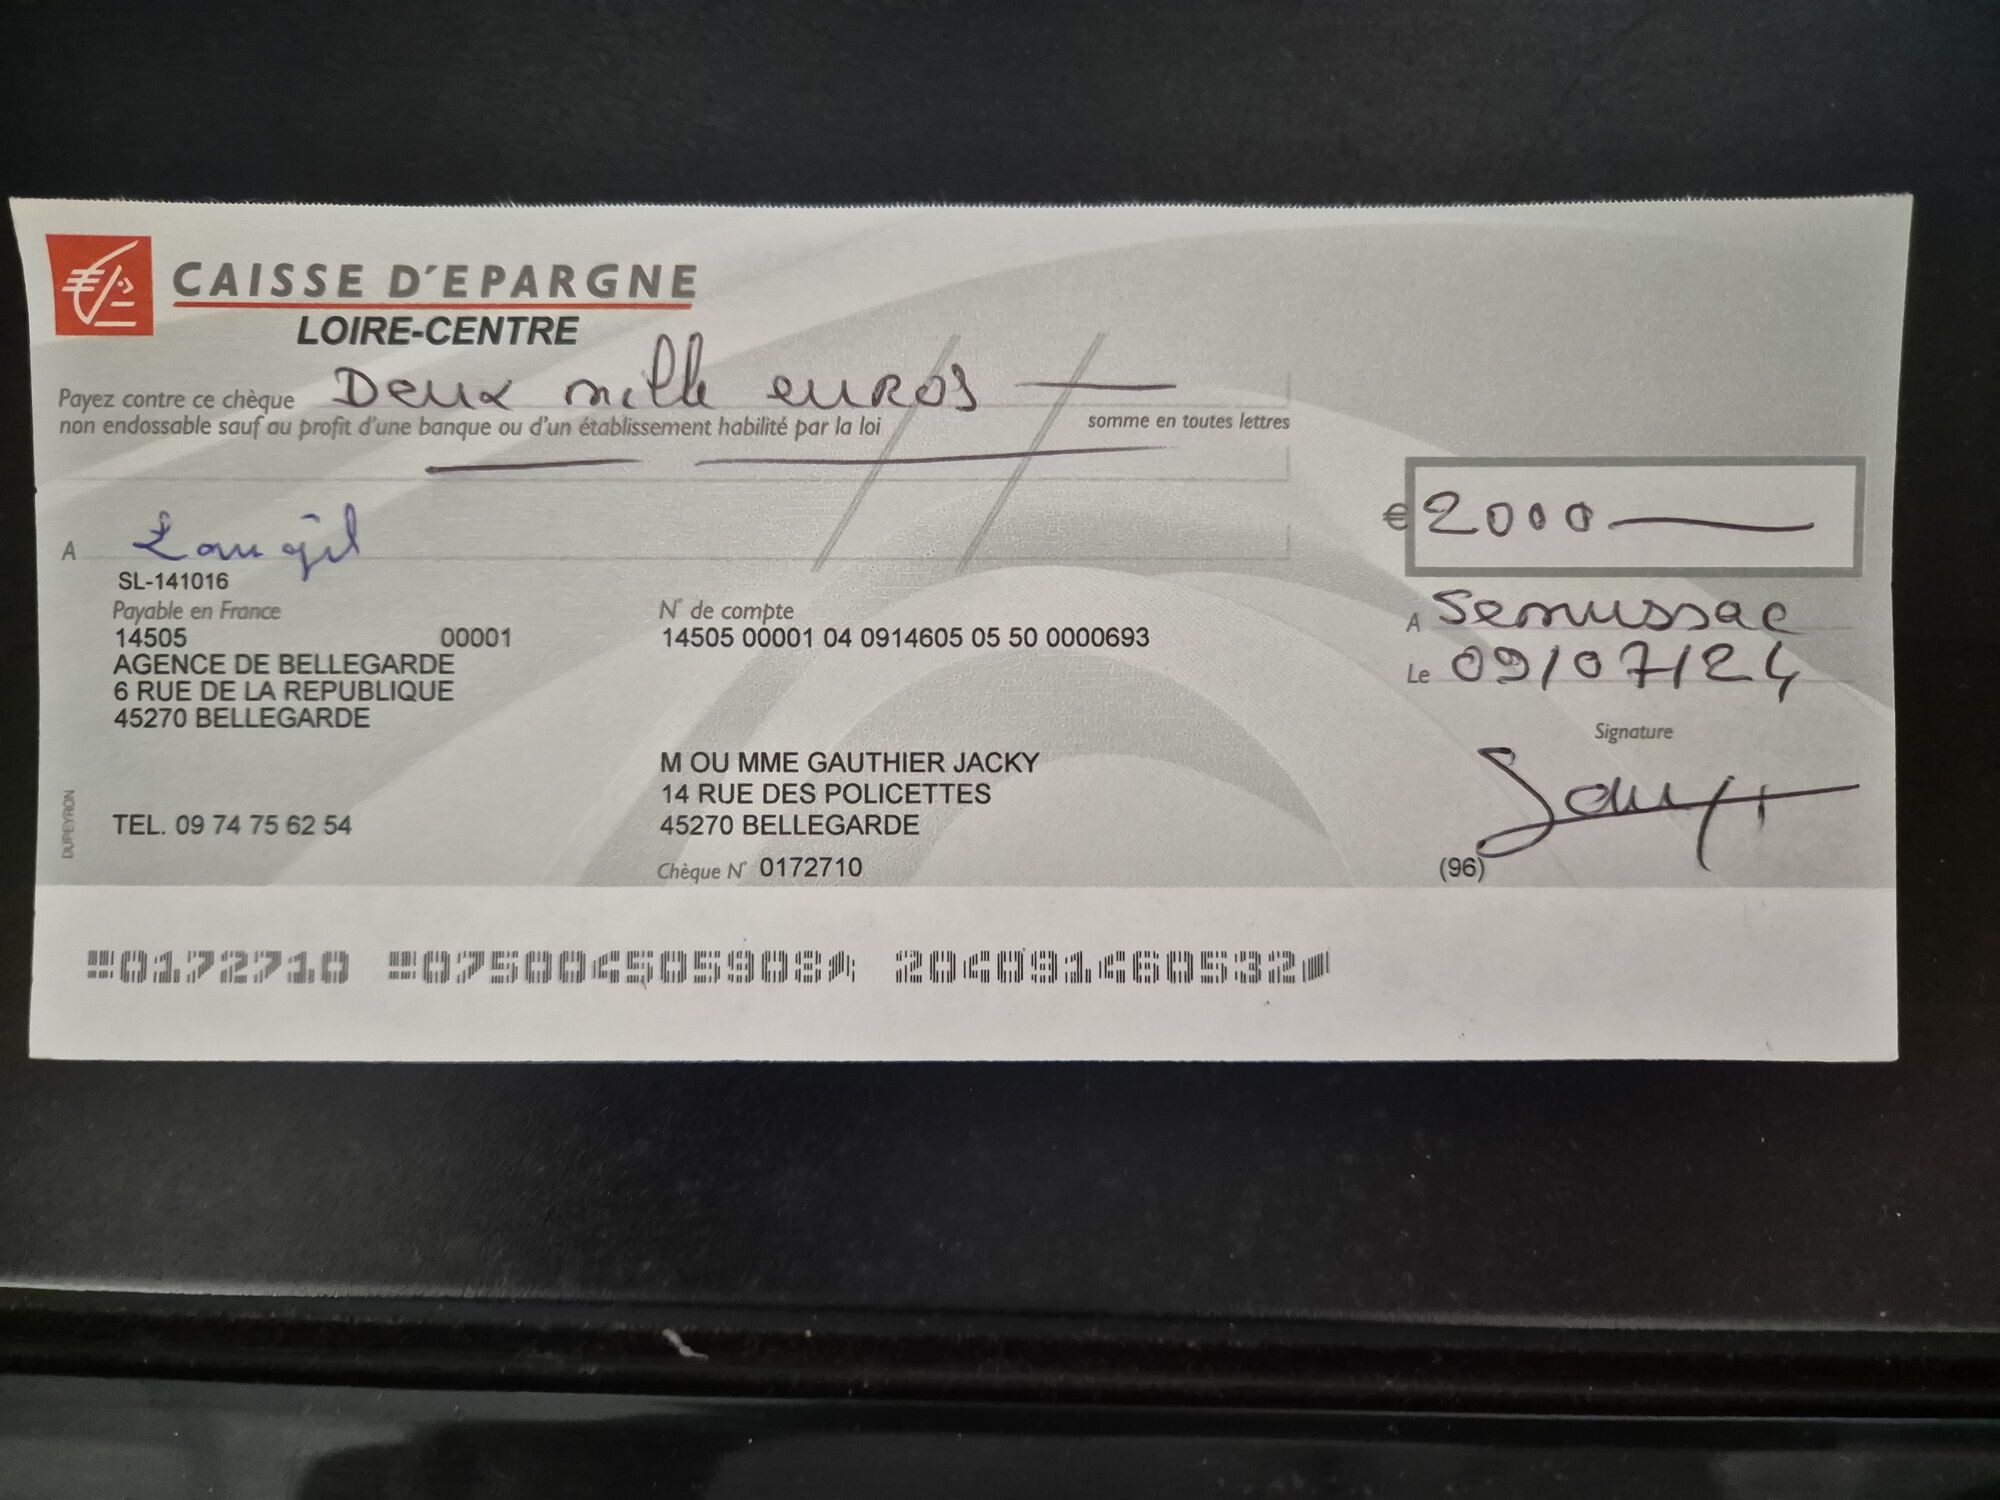 CAISSE D'EPARGNE
LOIRE-CENTRE
Payez contre ce chèque Deux mille euros
non endossable sauf au profit d'une banque ou d'un établissement habilité par la loi somme en toutes lettres
€ 2000
A
SL-141016
Payable en France N° de compte
14505 00001 14505 00001 04 0914605 05 50 0000693
A Semussac
AGENCE DE BELLEGARDE
6 RUE DE LA REPUBLIQUE
45270 BELLEGARDE
Le 09/07/24
Signature
M OU MME GAUTHIER JACKY
14 RUE DES POLICETTES
TEL. 09 74 75 62 54 45270 BELLEGARDE
DUPEYRON
Chèque N° 0172710 (96)
0172710 075004505908 204091460532